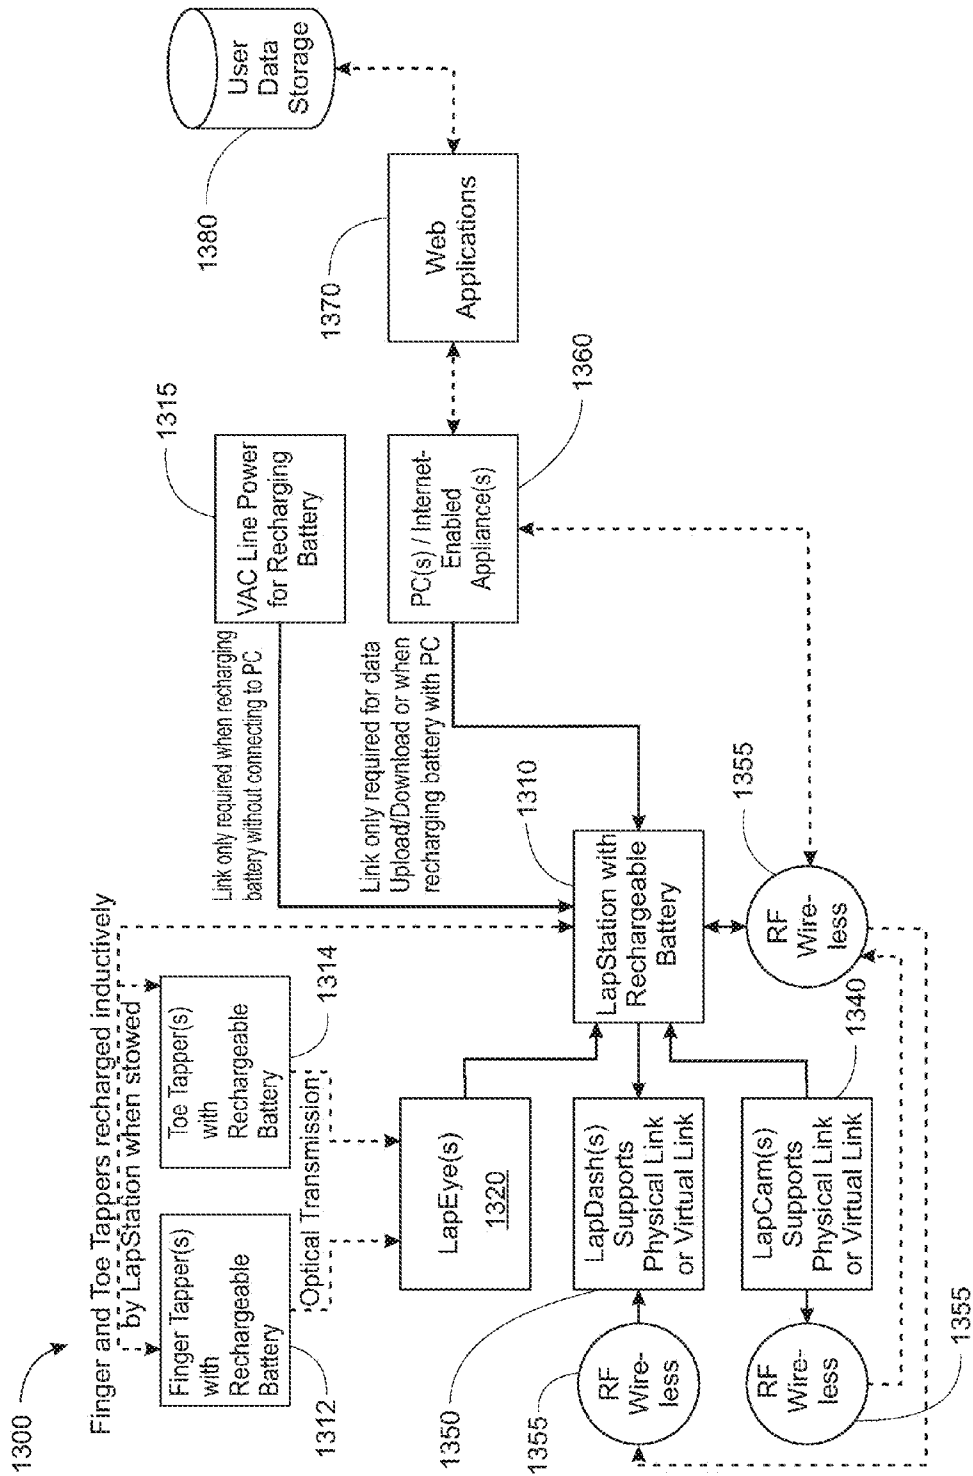 1300
Finger and Toe Tappers recharged inductively
by LapStation when stowed
Finger Tapper(s)
with
Rechargeable
Battery
1312
Toe Tapper(s)
with
Rechargeable
Battery
1314
Optical Transmission
LapEye(s)
1320
Link only required when recharging
battery without connecting to PC
VAC Line Power
for Recharging
Battery
1315
Link only required for data
Upload/Download or when
recharging battery with PC
PC(s) / Internet-
Enabled
Appliance(s)
1360
Web
Applications
1370
User
Data
Storage
1380
LapStation with
Rechargeable
Battery
1310
LapDash(s)
Supports
Physical Link
or Virtual Link
1350
RF
Wire-
less
1355
LapCam(s)
Supports
Physical Link
or Virtual Link
1340
RF
Wire-
less
1355
RF
Wire-
less
1355